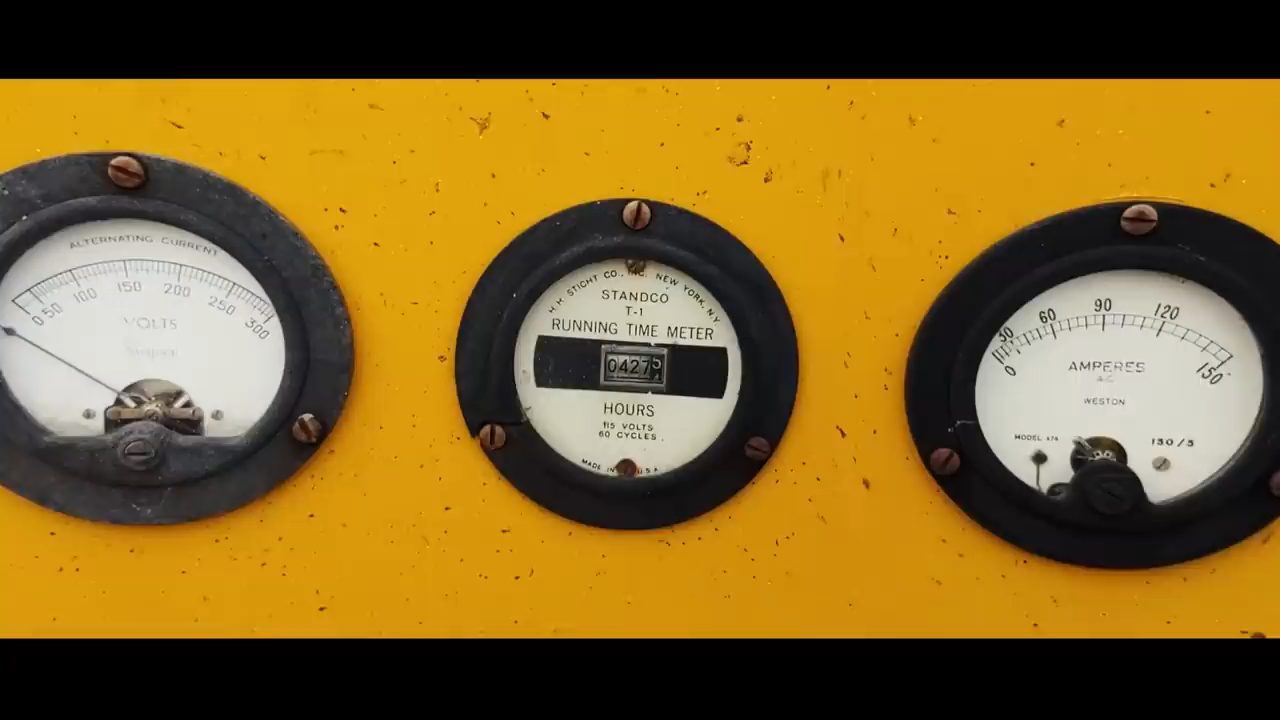 ALTERNATING CURRENT
0 50 100 150 200 250 300
VOLTS
H.H. STICHT CO., INC. NEW YORK, N.Y.
STANDCO
T-1
RUNNING TIME METER
0427
HOURS
115 VOLTS
60 CYCLES
MADE IN U.S.A.
0 30 60 90 120 150
AMPERES
A.C.
WESTON
MODEL 476
150/5